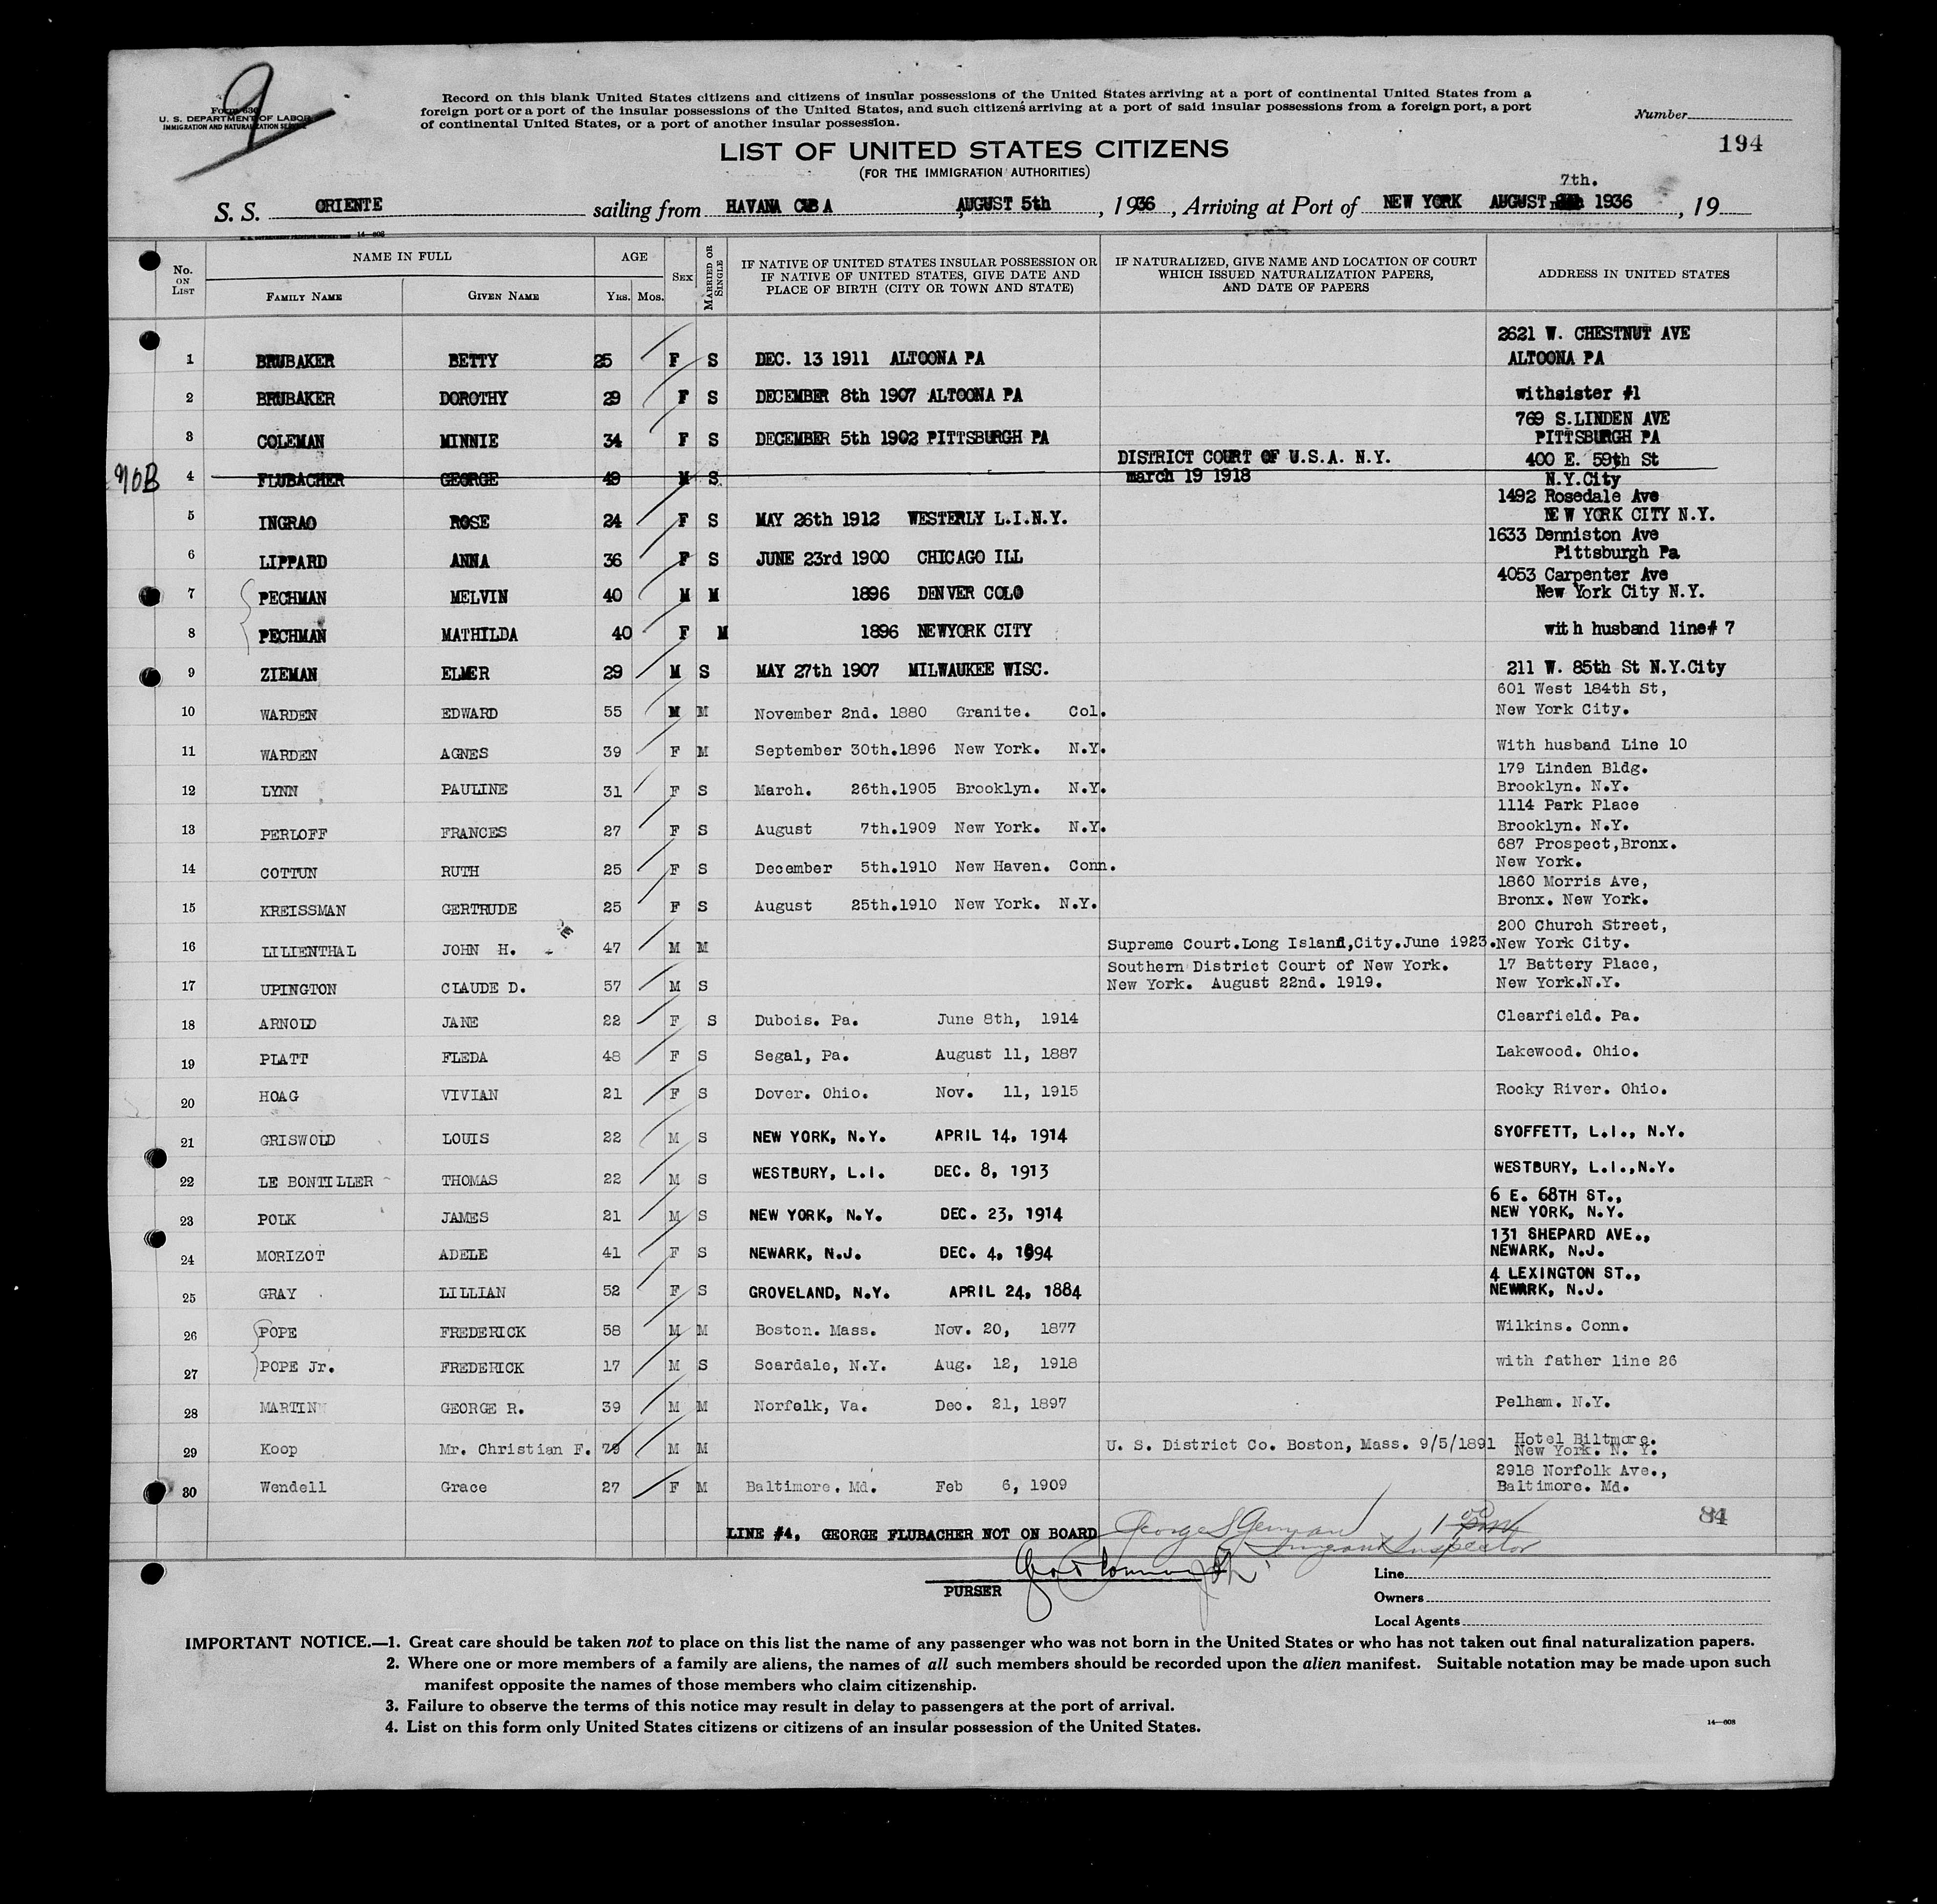 9
Form 630
U. S. DEPARTMENT OF LABOR
IMMIGRATION AND NATURALIZATION SERVICE
Record on this blank United States citizens and citizens of insular possessions of the United States arriving at a port of continental United States from a
foreign port or a port of the insular possessions of the United States, and such citizens arriving at a port of said insular possessions from a foreign port, a port
of continental United States, or a port of another insular possession.
Number
194
LIST OF UNITED STATES CITIZENS
(FOR THE IMMIGRATION AUTHORITIES)
7th.
S. S. ORIENTE sailing from HAVANA CUBA AUGUST 5th , 1936 , Arriving at Port of NEW YORK AUGUST 1936 , 19
14—608
No. ON LIST
NAME IN FULL
FAMILY NAME GIVEN NAME
AGE
YRS. MOS.
SEX
MARRIED OR SINGLE
IF NATIVE OF UNITED STATES INSULAR POSSESSION OR
IF NATIVE OF UNITED STATES, GIVE DATE AND
PLACE OF BIRTH (CITY OR TOWN AND STATE)
IF NATURALIZED, GIVE NAME AND LOCATION OF COURT
WHICH ISSUED NATURALIZATION PAPERS,
AND DATE OF PAPERS
ADDRESS IN UNITED STATES
2621 W. CHESTNUT AVE
1 BRUBAKER BETTY 25 F S DEC. 13 1911 ALTOONA PA ALTOONA PA
2 BRUBAKER DOROTHY 29 F S DECEMBER 8th 1907 ALTOONA PA withsister #1
769 S.LINDEN AVE
3 COLEMAN MINNIE 34 F S DECEMBER 5th 1902 PITTSBURGH PA PITTSBURGH PA
DISTRICT COURT OF U.S.A. N.Y. 400 E. 59th St
NOB 4 FLUBACHER GEORGE 49 M S march 19 1918 N.Y.City
1492 Rosedale Ave
5 INGRAO ROSE 24 F S MAY 26th 1912 WESTERLY L.I.N.Y. NEW YORK CITY N.Y.
1633 Denniston Ave
6 LIPPARD ANNA 36 F S JUNE 23rd 1900 CHICAGO ILL Pittsburgh Pa
4053 Carpenter Ave
7 PECHMAN MELVIN 40 M M 1896 DENVER COLO New York City N.Y.
8 PECHMAN MATHILDA 40 F M 1896 NEWYORK CITY with husband line# 7
9 ZIEMAN ELMER 29 M S MAY 27th 1907 MILWAUKEE WISC. 211 W. 85th St N.Y.City
601 West 184th St,
10 WARDEN EDWARD 55 M M November 2nd. 1880 Granite. Col. New York City.
11 WARDEN AGNES 39 F M September 30th.1896 New York. N.Y. With husband Line 10
179 Linden Bldg.
12 LYNN PAULINE 31 F S March. 26th.1905 Brooklyn. N.Y. Brooklyn. N.Y.
1114 Park Place
13 PERLOFF FRANCES 27 F S August 7th.1909 New York. N.Y. Brooklyn. N.Y.
687 Prospect,Bronx.
14 COTTUN RUTH 25 F S December 5th.1910 New Haven. Conn. New York.
1860 Morris Ave,
15 KREISSMAN GERTRUDE 25 F S August 25th.1910 New York. N.Y. Bronx. New York.
200 Church Street,
16 LILIENTHAL JOHN H. 47 M M Supreme Court.Long Island,City.June 1923. New York City.
Southern District Court of New York. 17 Battery Place,
17 UPINGTON CLAUDE D. 57 M S New York. August 22nd. 1919. New York.N.Y.
18 ARNOLD JANE 22 F S Dubois. Pa. June 8th, 1914 Clearfield. Pa.
19 PLATT FLEDA 48 F S Segal, Pa. August 11, 1887 Lakewood. Ohio.
20 HOAG VIVIAN 21 F S Dover. Ohio. Nov. 11, 1915 Rocky River. Ohio.
21 GRISWOLD LOUIS 22 M S NEW YORK, N.Y. APRIL 14, 1914 SYOFFETT, L.I., N.Y.
22 LE BONTILLER THOMAS 22 M S WESTBURY, L.I. DEC. 8, 1913 WESTBURY, L.I.,N.Y.
6 E. 68TH ST.,
23 POLK JAMES 21 M S NEW YORK, N.Y. DEC. 23, 1914 NEW YORK, N.Y.
131 SHEPARD AVE.,
24 MORIZOT ADELE 41 F S NEWARK, N.J. DEC. 4, 1894 NEWARK, N.J.
4 LEXINGTON ST.,
25 GRAY LILLIAN 52 F S GROVELAND, N.Y. APRIL 24, 1884 NEWARK, N.J.
26 POPE FREDERICK 58 M M Boston. Mass. Nov. 20, 1877 Wilkins. Conn.
27 POPE Jr. FREDERICK 17 M S Scardale, N.Y. Aug. 12, 1918 with father line 26
28 MARTIN GEORGE R. 39 M M Norfolk, Va. Dec. 21, 1897 Pelham. N.Y.
Hotel Biltmore.
29 Koop Mr. Christian F. 79 M M U. S. District Co. Boston, Mass. 9/5/1891 New York. N. Y.
2918 Norfolk Ave.,
30 Wendell Grace 27 F M Baltimore. Md. Feb 6, 1909 Baltimore. Md.
84
LINE #4, GEORGE FLUBACHER NOT ON BOARD
Inspector
PURSER
Line
Owners
Local Agents
IMPORTANT NOTICE.—1. Great care should be taken not to place on this list the name of any passenger who was not born in the United States or who has not taken out final naturalization papers.
2. Where one or more members of a family are aliens, the names of all such members should be recorded upon the alien manifest. Suitable notation may be made upon such
manifest opposite the names of those members who claim citizenship.
3. Failure to observe the terms of this notice may result in delay to passengers at the port of arrival.
4. List on this form only United States citizens or citizens of an insular possession of the United States.
14—608